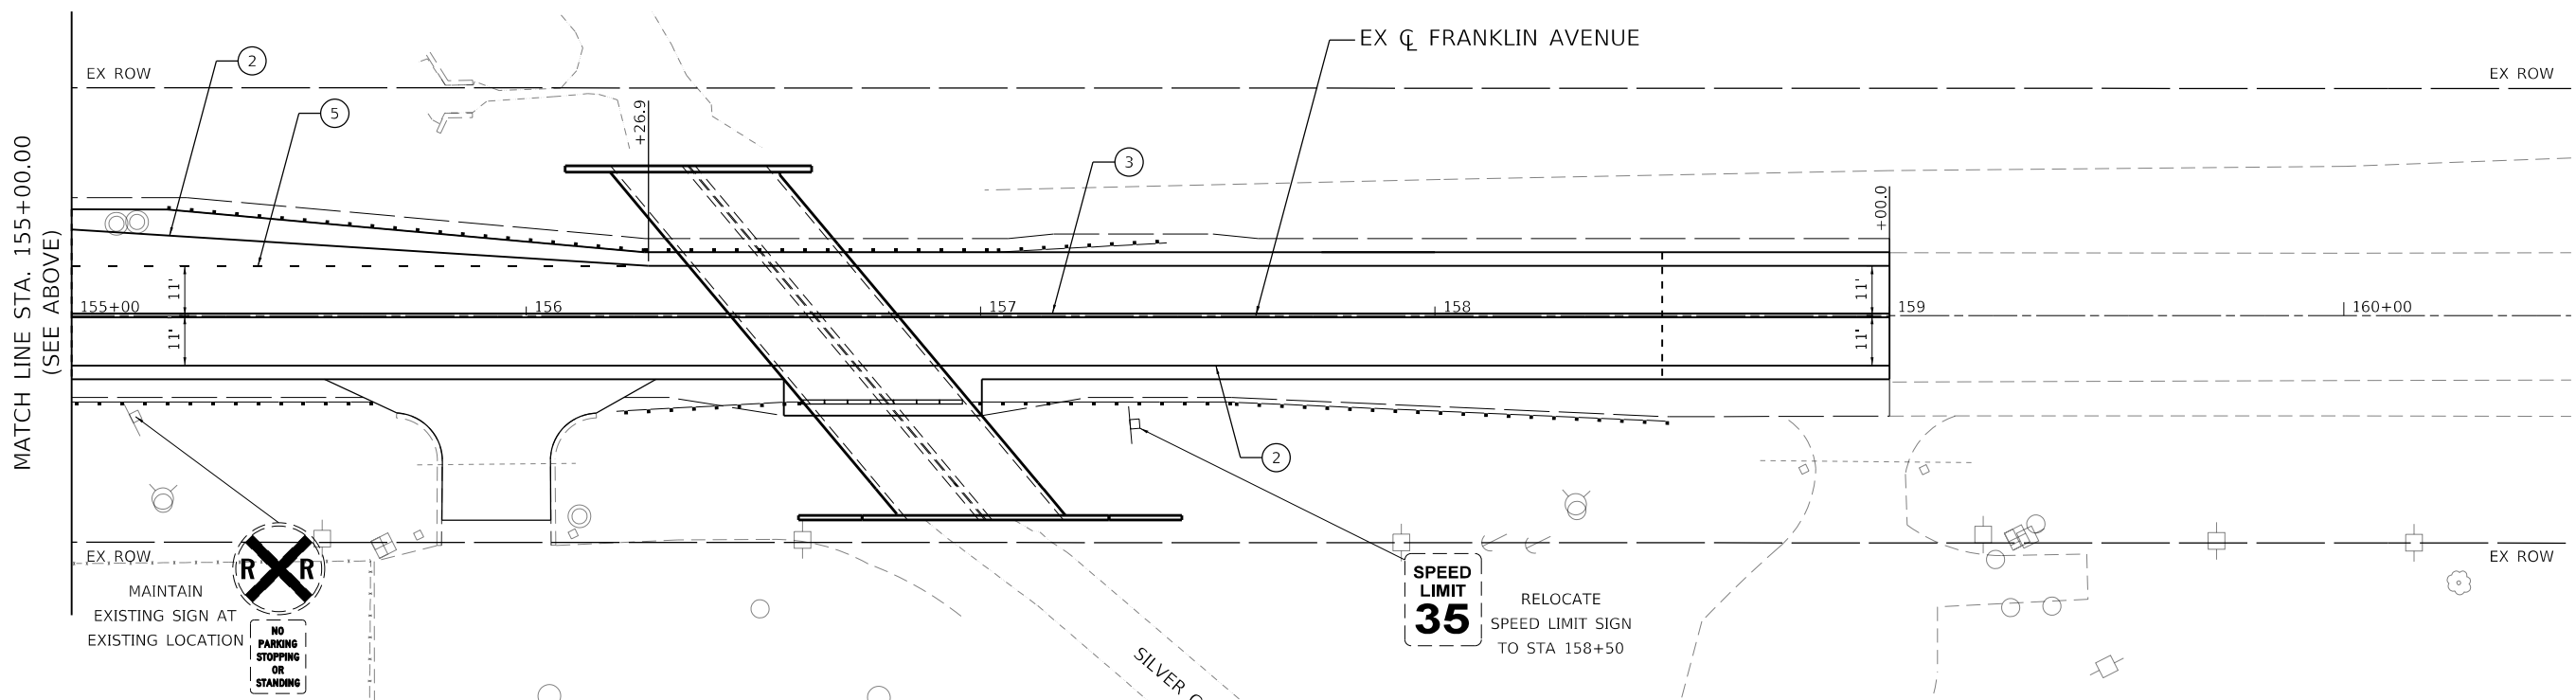 EX ℄ FRANKLIN AVENUE
2
EX ROW
EX ROW
5
+26.9
3
MATCH LINE STA. 155+00.00
(SEE ABOVE)
+00.0
11'
11'
155+00
156
157
158
159
160+00
11'
11'
2
EX ROW
EX ROW
R R
MAINTAIN
EXISTING SIGN AT
EXISTING LOCATION
NO
PARKING
STOPPING
OR
STANDING
SPEED
LIMIT
35
RELOCATE
SPEED LIMIT SIGN
TO STA 158+50
SILVER